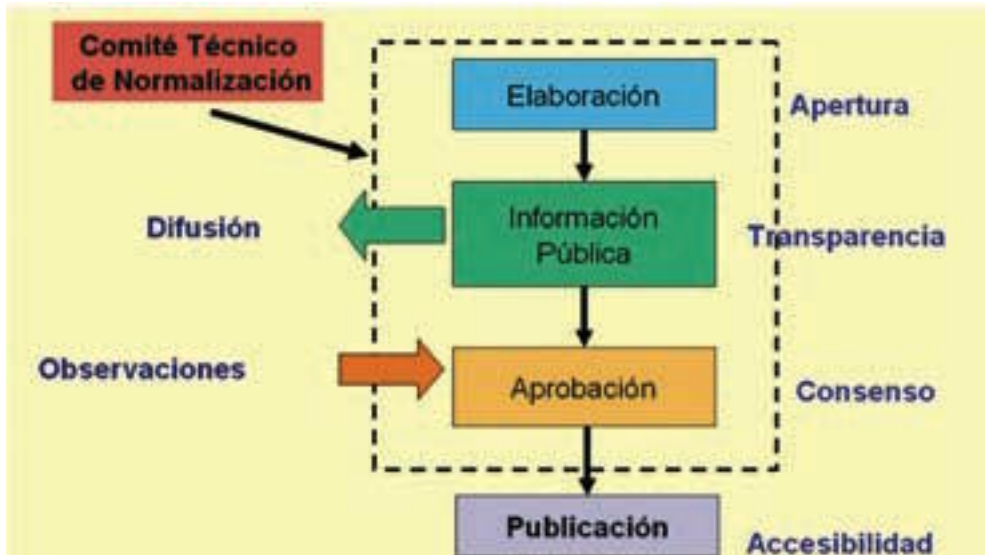 Comité Técnico
de Normalización
Elaboración
Apertura
Difusión
Información
Pública
Transparencia
Observaciones
Aprobación
Consenso
Publicación
Accesibilidad